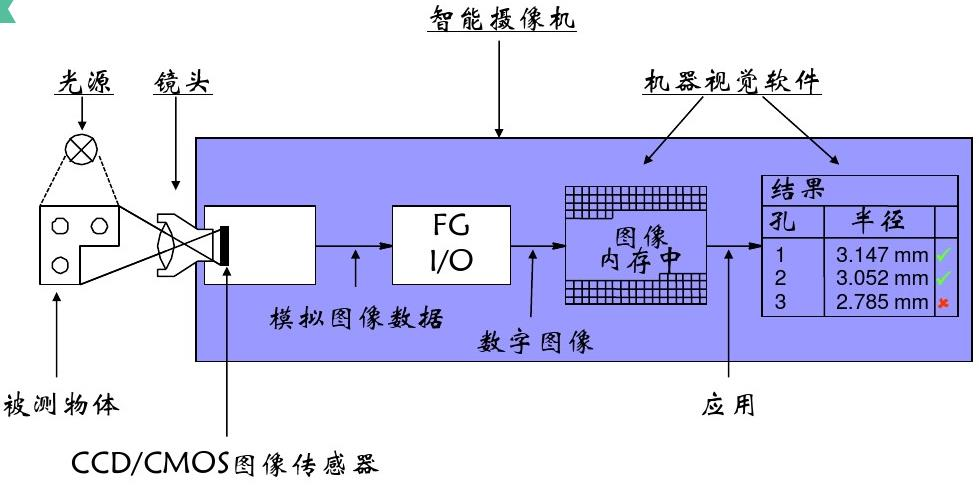 智能摄像机
光源
镜头
机器视觉软件
结果
孔 半径
1 3.147 mm ✓
2 3.052 mm ✓
3 2.785 mm ✖
FG
I/O
图像
内存中
模拟图像数据
数字图像
被测物体
应用
CCD/CMOS图像传感器